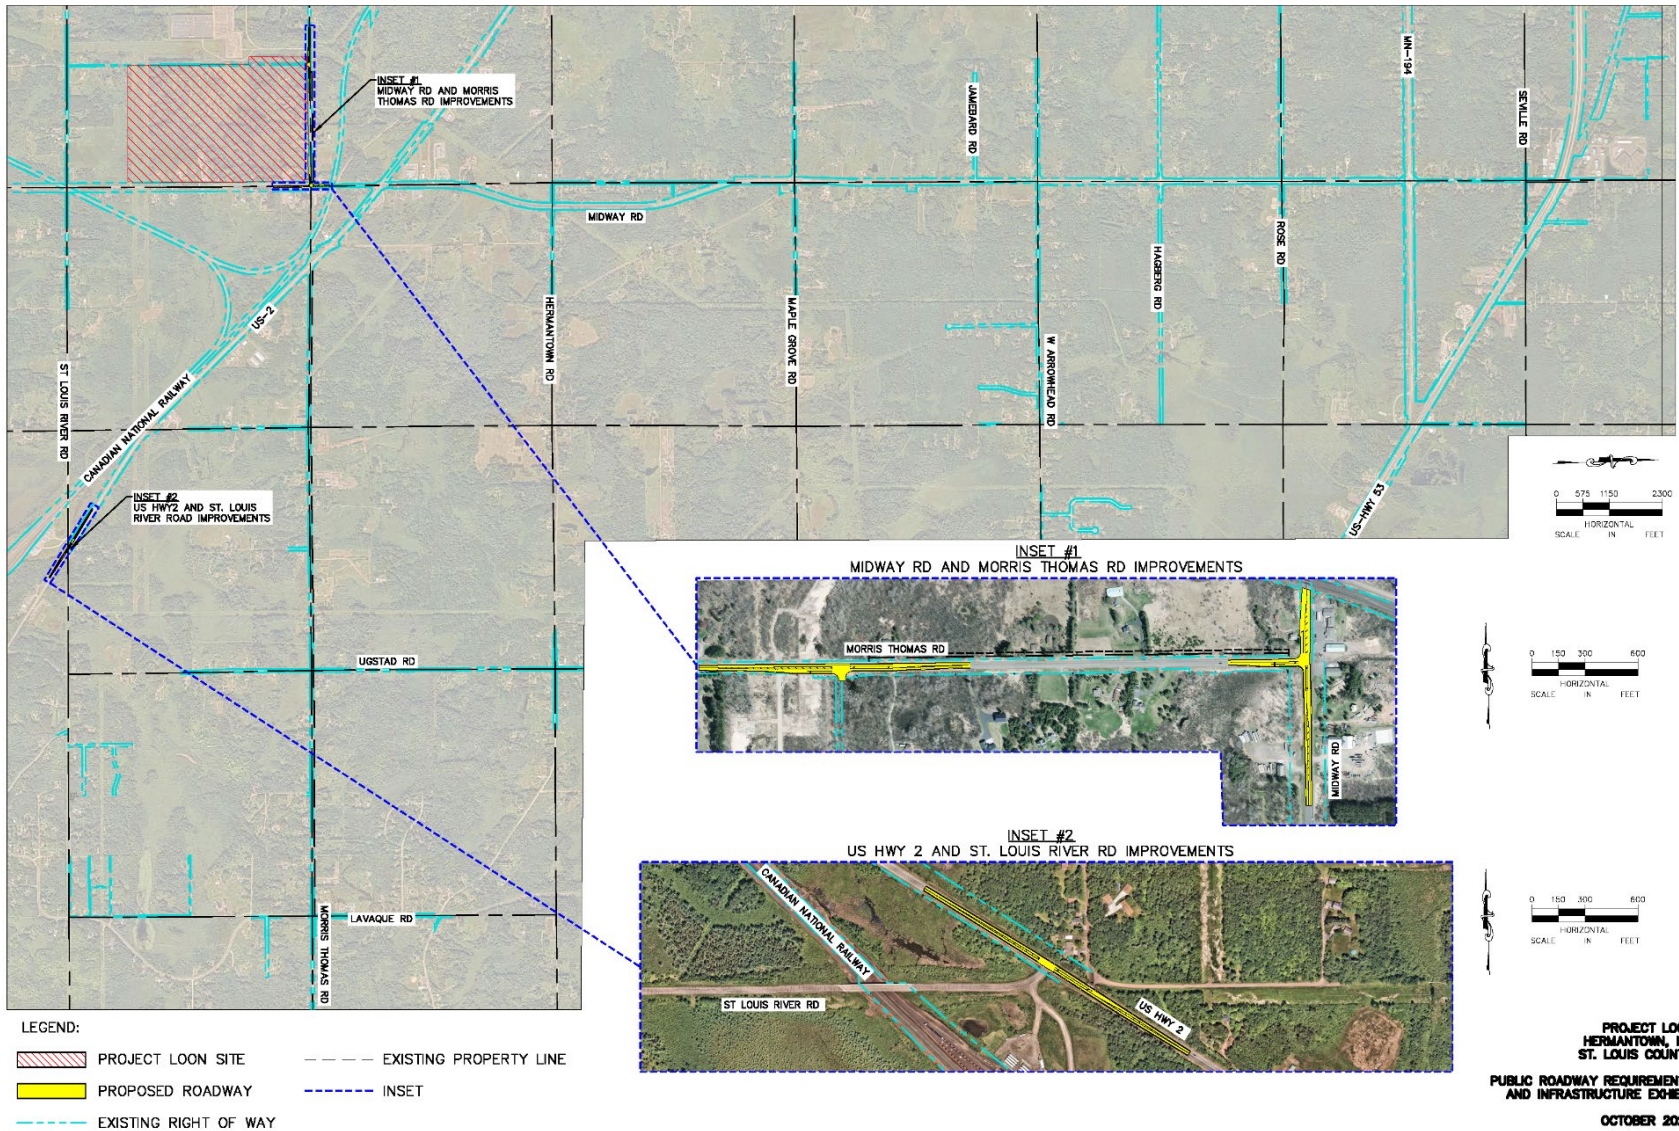 INSET #1
MIDWAY RD AND MORRIS
THOMAS RD IMPROVEMENTS
MIDWAY RD
JAMEBARD RD
MN-194
SEVILLE RD
HERMANTOWN RD
MAPLE GROVE RD
W ARROWHEAD RD
HAGBERG RD
ROSE RD
US-2
ST LOUIS RIVER RD
CANADIAN NATIONAL RAILWAY
US-HWY 53
INSET #2
US HWY2 AND ST. LOUIS
RIVER ROAD IMPROVEMENTS
UGSTAD RD
LAVAQUE RD
MORRIS THOMAS RD
0 575 1150 2300
HORIZONTAL
SCALE IN FEET
INSET #1
MIDWAY RD AND MORRIS THOMAS RD IMPROVEMENTS
MORRIS THOMAS RD
MIDWAY RD
0 150 300 600
HORIZONTAL
SCALE IN FEET
INSET #2
US HWY 2 AND ST. LOUIS RIVER RD IMPROVEMENTS
CANADIAN NATIONAL RAILWAY
ST LOUIS RIVER RD
US HWY 2
0 150 300 600
HORIZONTAL
SCALE IN FEET
LEGEND:
PROJECT LOON SITE
PROPOSED ROADWAY
EXISTING RIGHT OF WAY
EXISTING PROPERTY LINE
INSET
PROJECT
HERMANTOWN,
ST. LOUIS
PUBLIC ROADWAY
AND INFRASTRUCTURE
OCTOBER